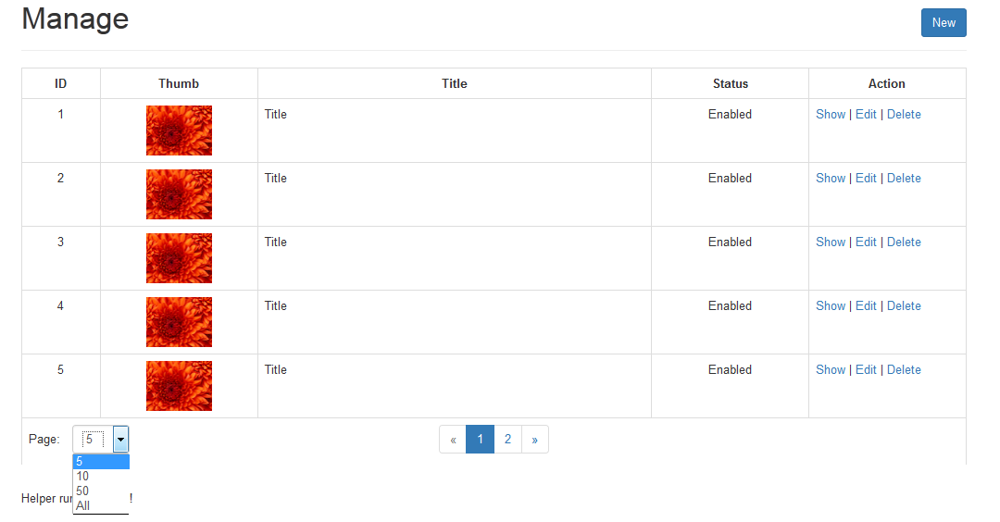 Manage
New
ID Thumb Title Status Action
1 Title Enabled Show | Edit | Delete
2 Title Enabled Show | Edit | Delete
3 Title Enabled Show | Edit | Delete
4 Title Enabled Show | Edit | Delete
5 Title Enabled Show | Edit | Delete
Page: 5 « 1 2 »
5
10
50
All
Helper !